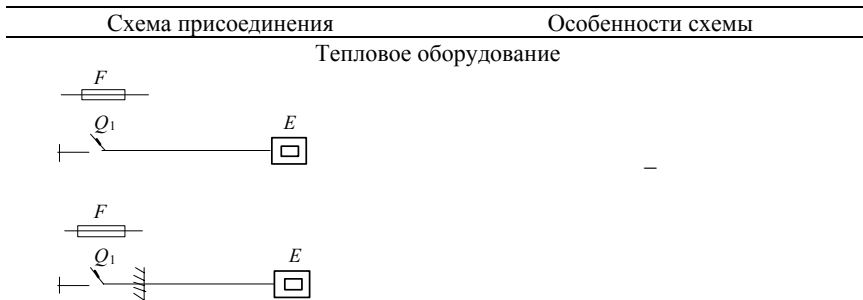 Схема присоединения Особенности схемы
Тепловое оборудование
F
Q1 E
–
F
Q1 E